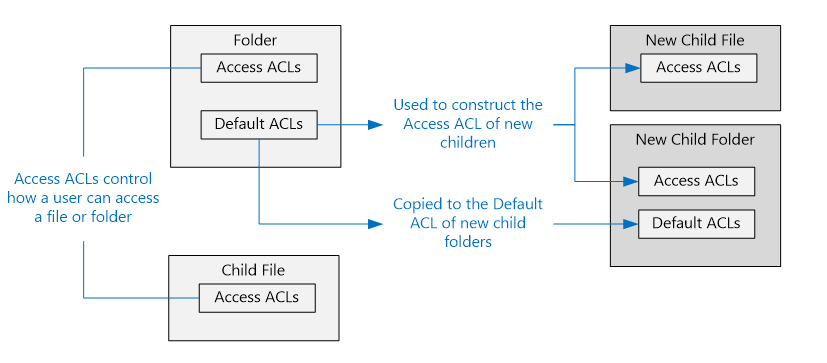 Folder
Access ACLs
Default ACLs
Access ACLs control
how a user can access
a file or folder
Child File
Access ACLs
Used to construct the
Access ACL of new
children
Copied to the Default
ACL of new child
folders
New Child File
Access ACLs
New Child Folder
Access ACLs
Default ACLs